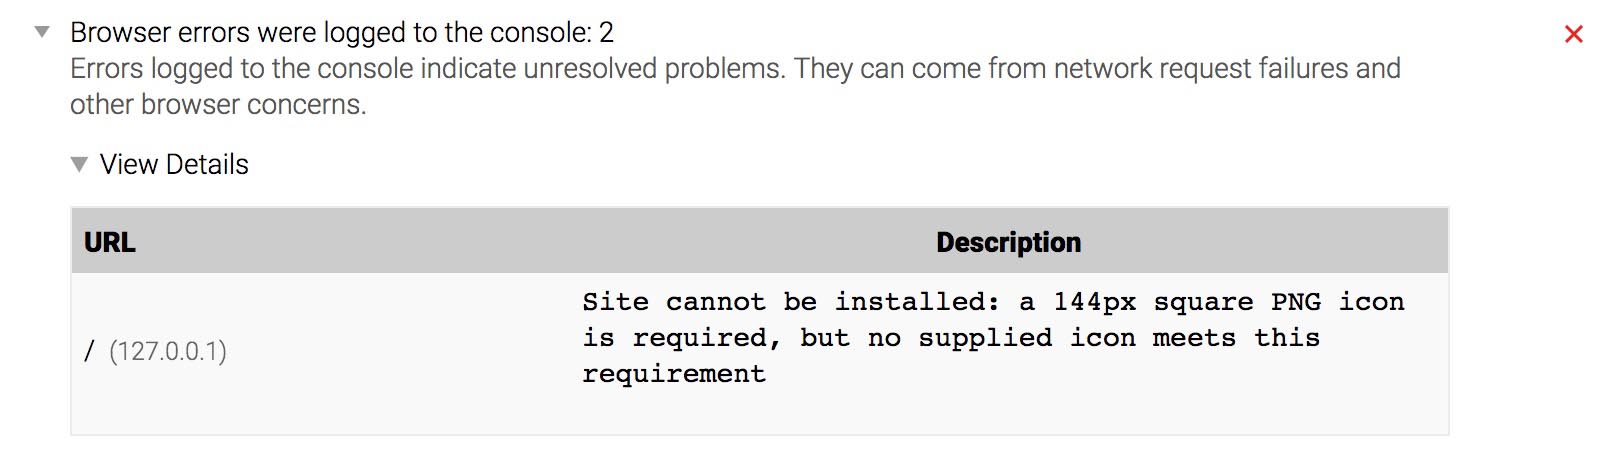 Browser errors were logged to the console: 2
Errors logged to the console indicate unresolved problems. They can come from network request failures and
other browser concerns.
View Details
URL Description
Site cannot be installed: a 144px square PNG icon
is required, but no supplied icon meets this
requirement
/ (127.0.0.1)